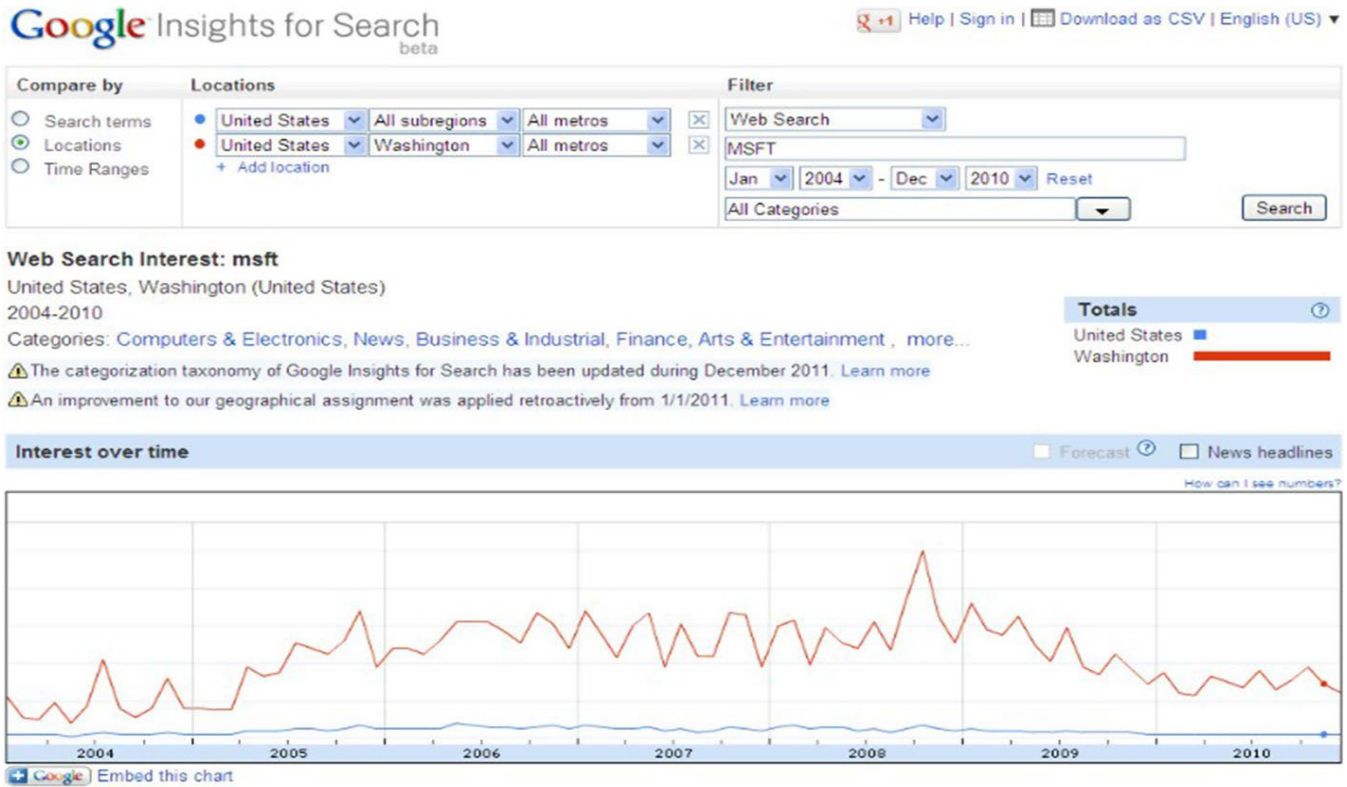 Google Insights for Search
beta
+1 Help | Sign in | Download as CSV | English (US) ▼
Compare by Locations Filter
Search terms United States All subregions All metros Web Search
Locations United States Washington All metros MSFT
Time Ranges + Add location Jan 2004 - Dec 2010 Reset
All Categories Search
Web Search Interest: msft
United States, Washington (United States)
2004-2010
Totals ?
Categories: Computers & Electronics, News, Business & Industrial, Finance, Arts & Entertainment , more...
United States
Washington
The categorization taxonomy of Google Insights for Search has been updated during December 2011. Learn more
An improvement to our geographical assignment was applied retroactively from 1/1/2011. Learn more
Interest over time Forecast ? News headlines
How can I see numbers?
2004 2005 2006 2007 2008 2009 2010
+ Google Embed this chart